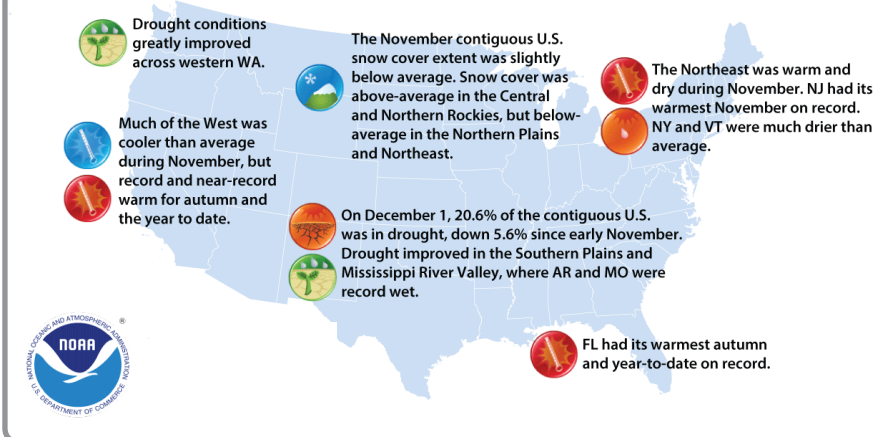 Drought conditions
greatly improved
across western WA.
The November contiguous U.S.
snow cover extent was slightly
below average. Snow cover was
above-average in the Central
and Northern Rockies, but below-
average in the Northern Plains
and Northeast.
The Northeast was warm and
dry during November. NJ had its
warmest November on record.
NY and VT were much drier than
average.
Much of the West was
cooler than average
during November, but
record and near-record
warm for autumn and
the year to date.
On December 1, 20.6% of the contiguous U.S.
was in drought, down 5.6% since early November.
Drought improved in the Southern Plains and
Mississippi River Valley, where AR and MO were
record wet.
FL had its warmest autumn
and year-to-date on record.
NATIONAL OCEANIC AND ATMOSPHERIC ADMINISTRATION
®
NOAA
U.S. DEPARTMENT OF COMMERCE